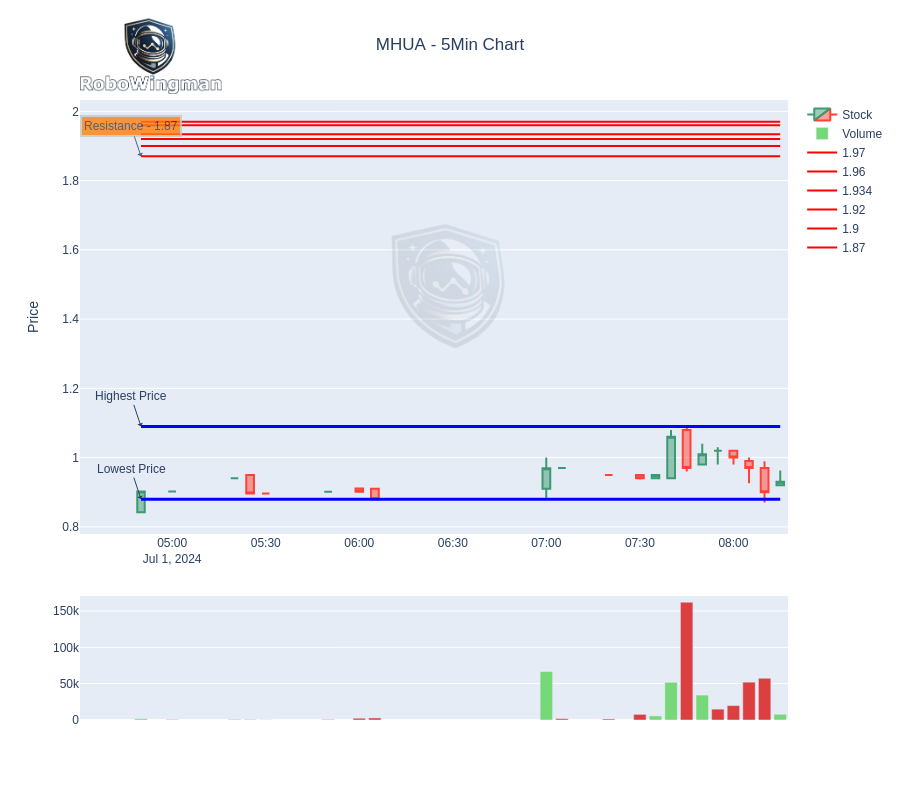 MHUA - 5Min Chart
RoboWingman
Stock
Volume
1.97
1.96
1.934
1.92
1.9
1.87
Price
2
1.8
1.6
1.4
1.2
1
0.8
Resistance - 1.87
Highest Price
Lowest Price
05:00
05:30
06:00
06:30
07:00
07:30
08:00
Jul 1, 2024
150k
100k
50k
0